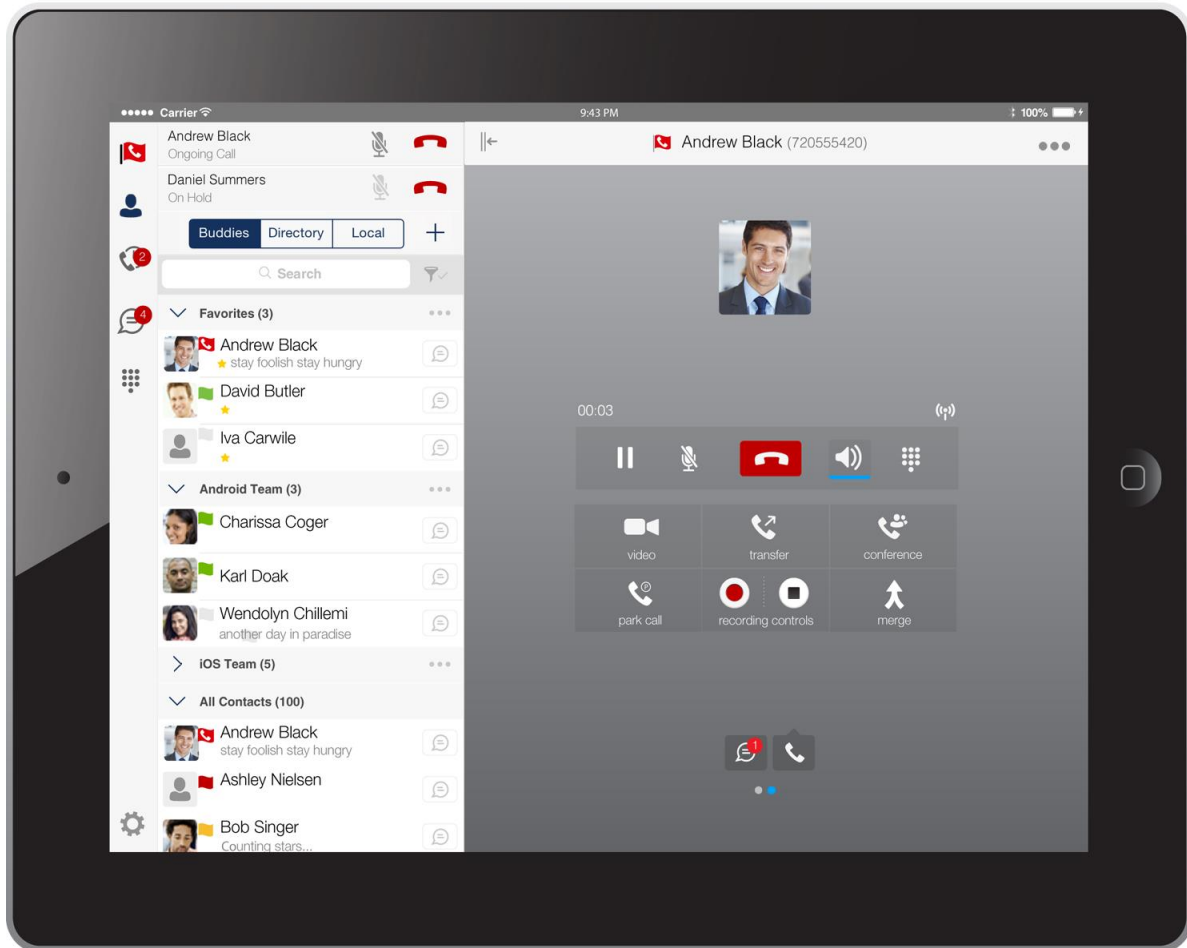 Carrier
9:43 PM
100%
Andrew Black
Ongoing Call
Daniel Summers
On Hold
Buddies Directory Local
2
Search
4
Favorites (3)
Andrew Black
stay foolish stay hungry
David Butler
Iva Carwile
Android Team (3)
Charissa Coger
Karl Doak
Wendolyn Chillemi
another day in paradise
iOS Team (5)
All Contacts (100)
Andrew Black
stay foolish stay hungry
Ashley Nielsen
Bob Singer
Counting stars...
Andrew Black (720555420)
00:03
video transfer conference
P
park call recording controls merge
1